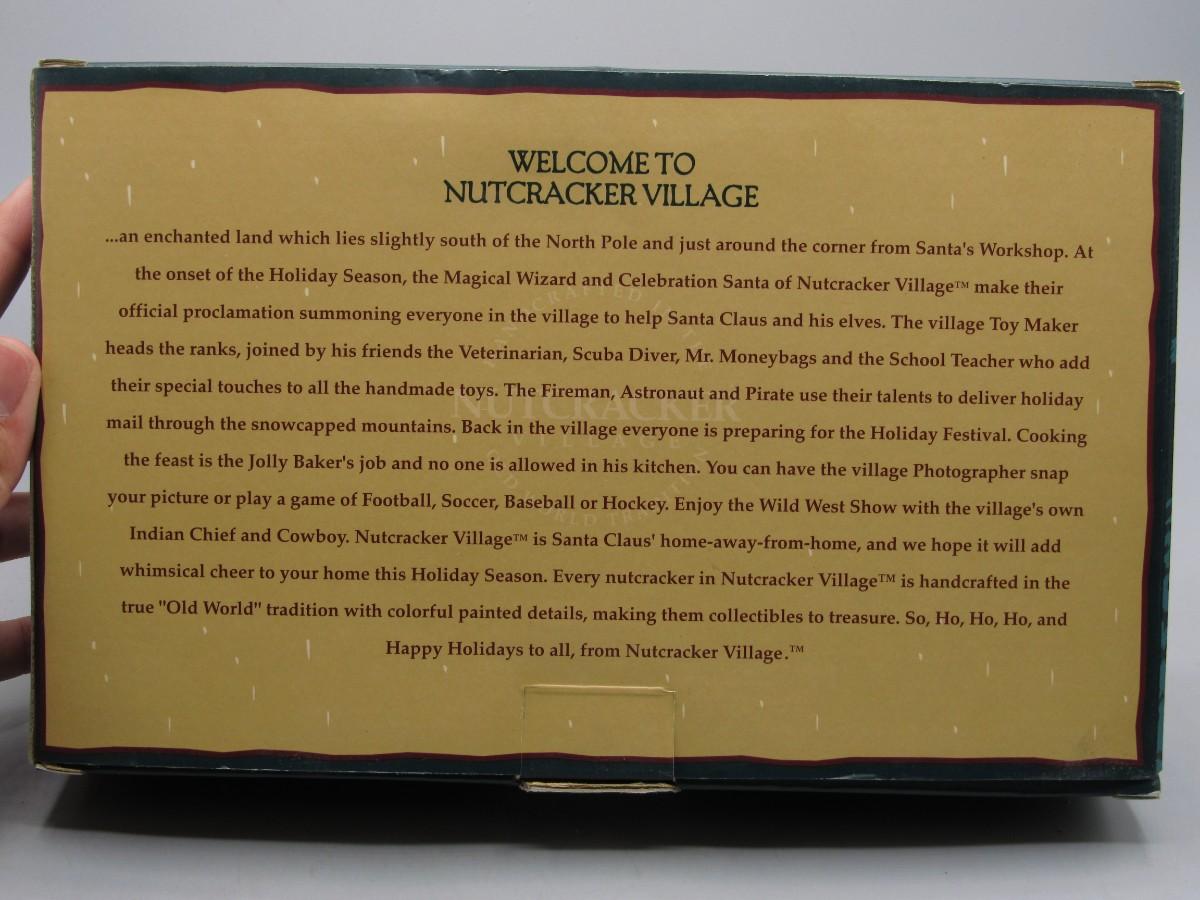 WELCOME TO
NUTCRACKER VILLAGE
...an enchanted land which lies slightly south of the North Pole and just around the corner from Santa's Workshop. At
the onset of the Holiday Season, the Magical Wizard and Celebration Santa of Nutcracker Village™ make their
official proclamation summoning everyone in the village to help Santa Claus and his elves. The village Toy Maker
heads the ranks, joined by his friends the Veterinarian, Scuba Diver, Mr. Moneybags and the School Teacher who add
their special touches to all the handmade toys. The Fireman, Astronaut and Pirate use their talents to deliver holiday
mail through the snowcapped mountains. Back in the village everyone is preparing for the Holiday Festival. Cooking
the feast is the Jolly Baker's job and no one is allowed in his kitchen. You can have the village Photographer snap
your picture or play a game of Football, Soccer, Baseball or Hockey. Enjoy the Wild West Show with the village's own
Indian Chief and Cowboy. Nutcracker Village™ is Santa Claus' home-away-from-home, and we hope it will add
whimsical cheer to your home this Holiday Season. Every nutcracker in Nutcracker Village™ is handcrafted in the
true "Old World" tradition with colorful painted details, making them collectibles to treasure. So, Ho, Ho, Ho, and
Happy Holidays to all, from Nutcracker Village.™
NUTCRACKER
VILLAGE